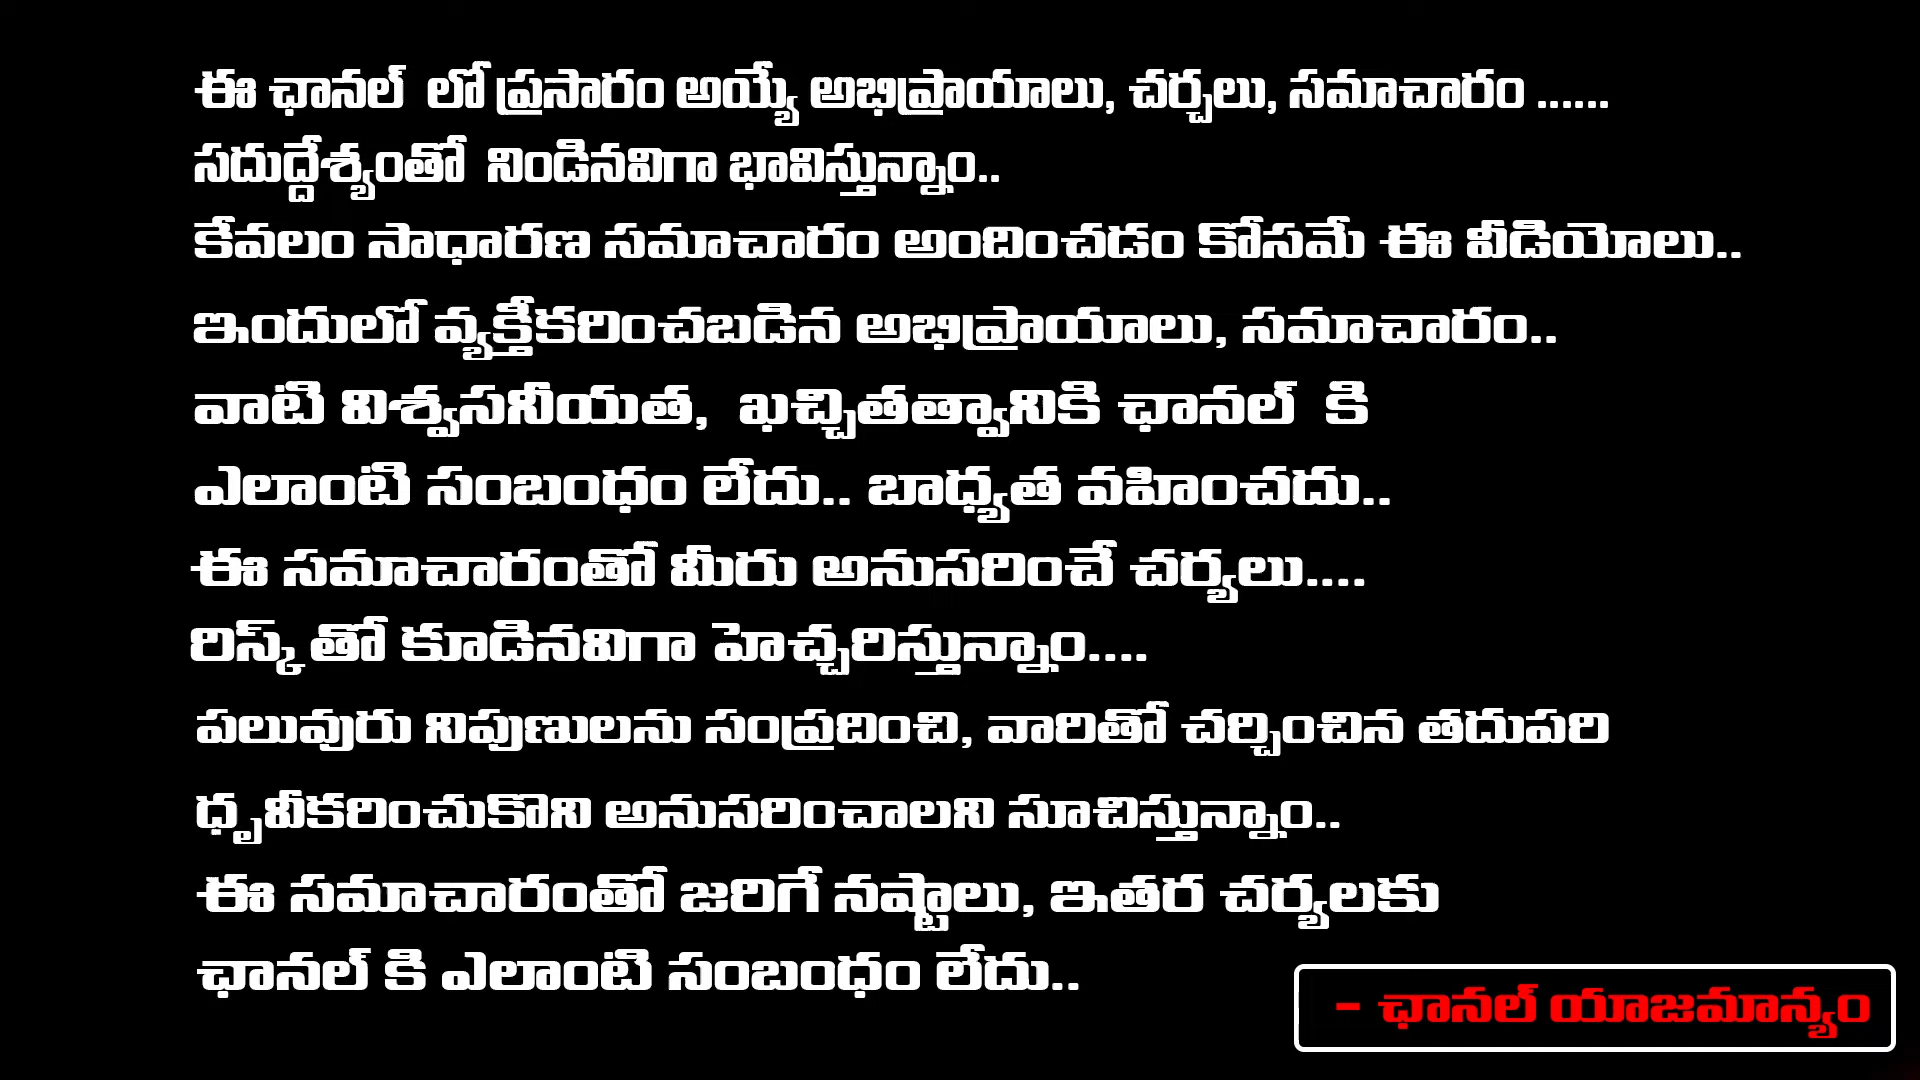 ఈ ఛానల్ లో ప్రసారం అయ్యే అభిప్రాయాలు, చర్చలు, సమాచారం ......
సదుద్దేశ్యంతో నిండినవిగా భావిస్తున్నాం..
కేవలం సాధారణ సమాచారం అందించడం కోసమే ఈ వీడియోలు..
ఇందులో వ్యక్తీకరించబడిన అభిప్రాయాలు, సమాచారం..
వాటి విశ్వసనీయత, ఖచ్చితత్వానికి ఛానల్ కి
ఎలాంటి సంబంధం లేదు.. బాధ్యత వహించదు..
ఈ సమాచారంతో మీరు అనుసరించే చర్యలు....
రిస్క్ తో కూడినవిగా హెచ్చరిస్తున్నాం....
పలువురు నిపుణులను సంప్రదించి, వారితో చర్చించిన తదుపరి
ధృవీకరించుకొని అనుసరించాలని సూచిస్తున్నాం..
ఈ సమాచారంతో జరిగే నష్టాలు, ఇతర చర్యలకు
ఛానల్ కి ఎలాంటి సంబంధం లేదు..
- ఛానల్ యాజమాన్యం